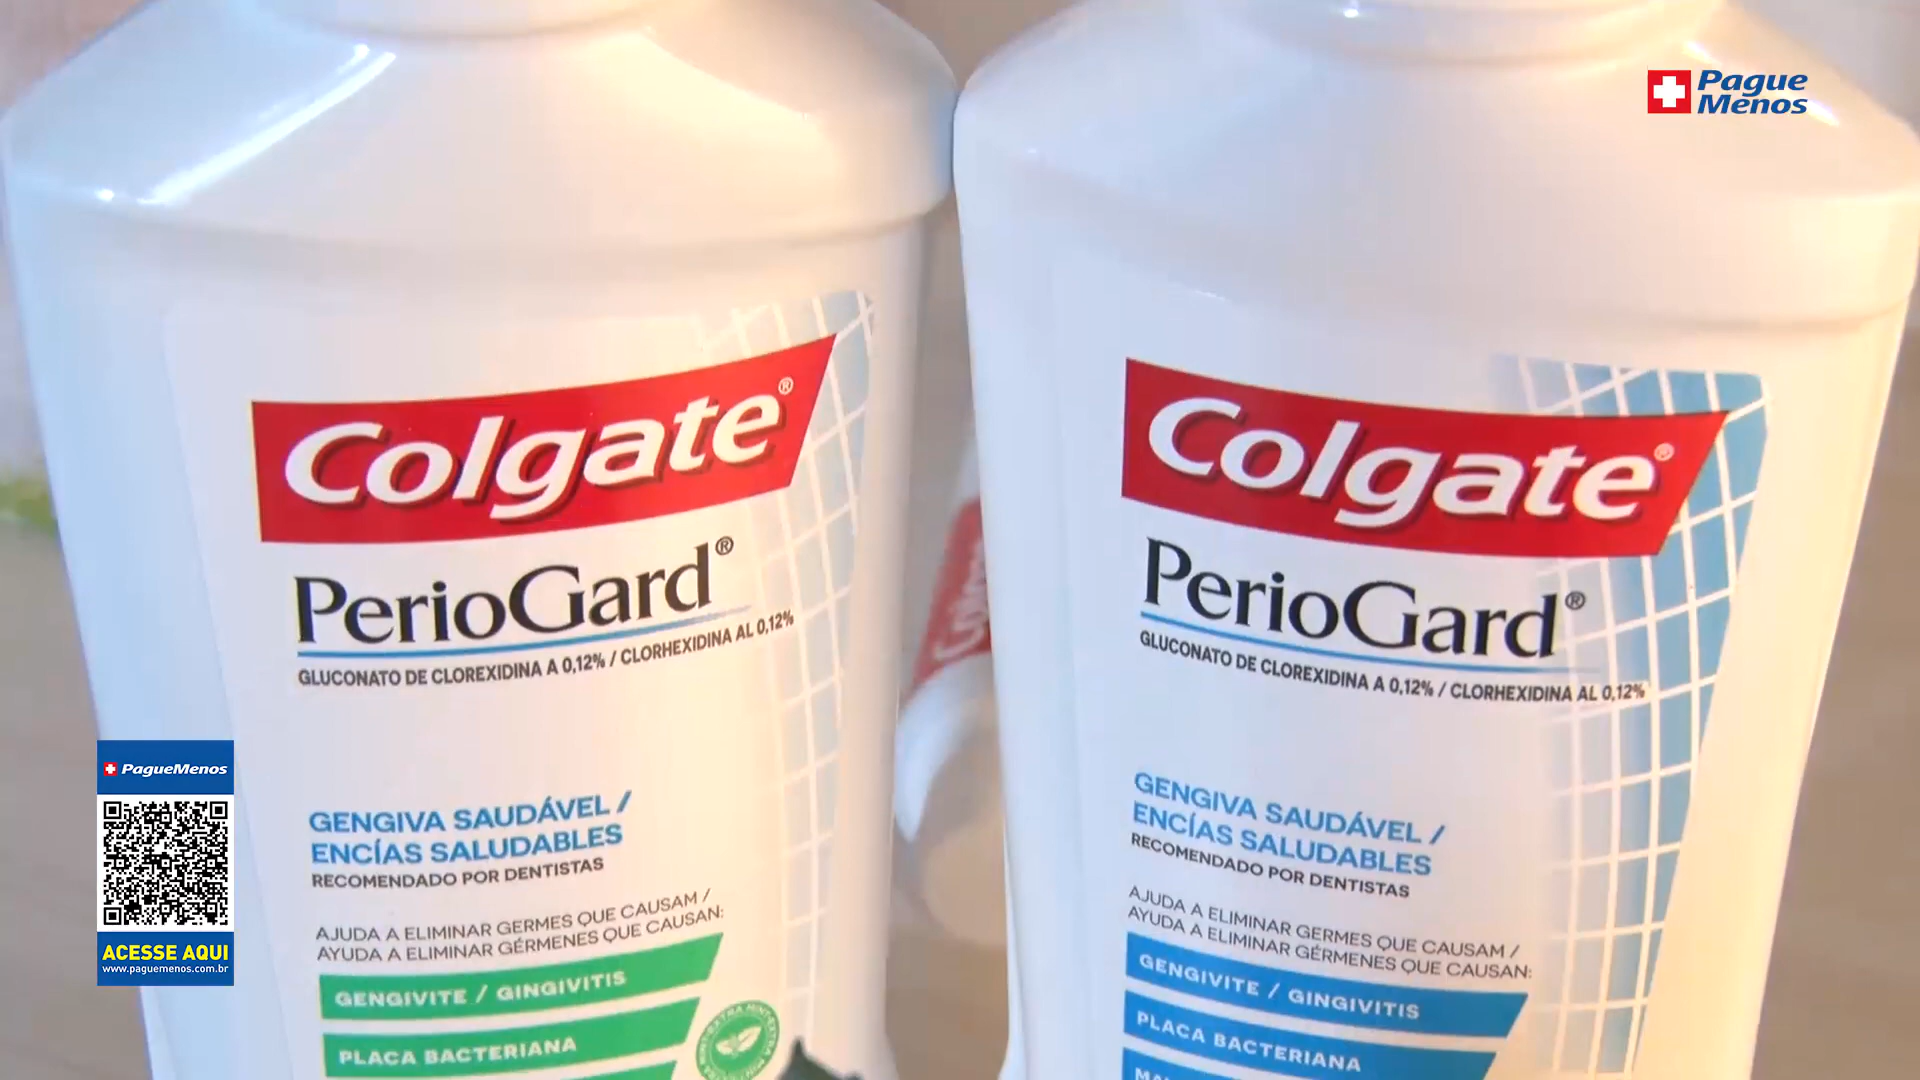 Pague
Menos
Colgate®
PerioGard®
GLUCONATO DE CLOREXIDINA A 0,12% / CLORHEXIDINA AL 0,12%
GENGIVA SAUDÁVEL /
ENCÍAS SALUDABLES
RECOMENDADO POR DENTISTAS
AJUDA A ELIMINAR GERMES QUE CAUSAM /
AYUDA A ELIMINAR GÉRMENES QUE CAUSAN:
GENGIVITE / GINGIVITIS
PLACA BACTERIANA
Colgate®
PerioGard®
GLUCONATO DE CLOREXIDINA A 0,12% / CLORHEXIDINA AL 0,12%
GENGIVA SAUDÁVEL /
ENCÍAS SALUDABLES
RECOMENDADO POR DENTISTAS
AJUDA A ELIMINAR GERMES QUE CAUSAM /
AYUDA A ELIMINAR GÉRMENES QUE CAUSAN:
GENGIVITE / GINGIVITIS
PLACA BACTERIANA
PagueMenos
ACESSE AQUI
www.paguemenos.com.br